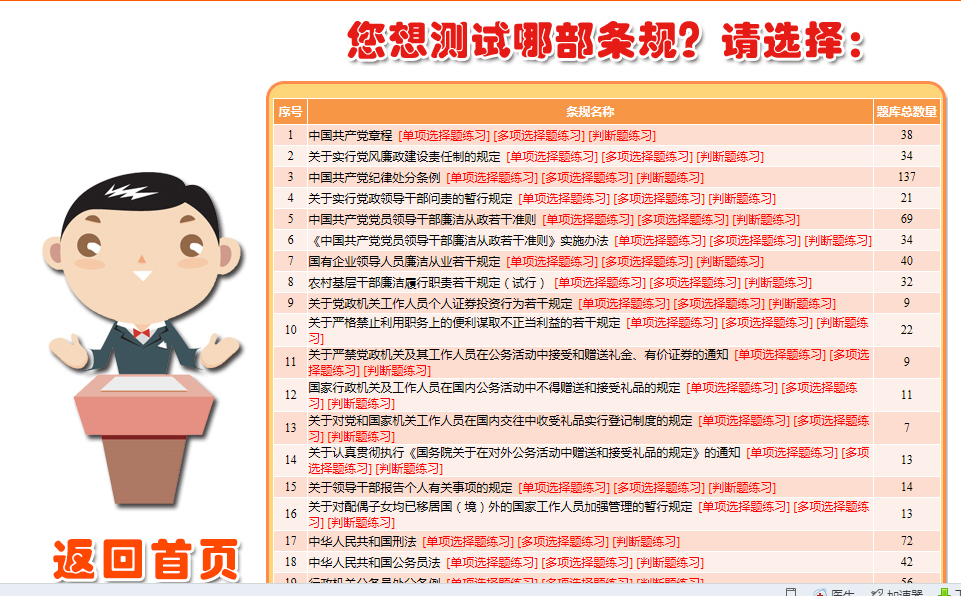 您想测试哪部条规？请选择：
序号 条规名称 题库总数量
1 中国共产党章程 [单项选择题练习] [多项选择题练习] [判断题练习] 38
2 关于实行党风廉政建设责任制的规定 [单项选择题练习] [多项选择题练习] [判断题练习] 34
3 中国共产党纪律处分条例 [单项选择题练习] [多项选择题练习] [判断题练习] 137
4 关于实行党政领导干部问责的暂行规定 [单项选择题练习] [多项选择题练习] [判断题练习] 21
5 中国共产党党员领导干部廉洁从政若干准则 [单项选择题练习] [多项选择题练习] [判断题练习] 69
6 《中国共产党党员领导干部廉洁从政若干准则》实施办法 [单项选择题练习] [多项选择题练习] [判断题练习] 34
7 国有企业领导人员廉洁从业若干规定 [单项选择题练习] [多项选择题练习] [判断题练习] 40
8 农村基层干部廉洁履行职责若干规定（试行） [单项选择题练习] [多项选择题练习] [判断题练习] 32
9 关于党政机关工作人员个人证券投资行为若干规定 [单项选择题练习] [多项选择题练习] [判断题练习] 9
10 关于严格禁止利用职务上的便利谋取不正当利益的若干规定 [单项选择题练习] [多项选择题练习] [判断题练 22
习]
11 关于严禁党政机关及其工作人员在公务活动中接受和赠送礼金、有价证券的通知 [单项选择题练习] [多项选 9
择题练习] [判断题练习]
12 国家行政机关及工作人员在国内公务活动中不得赠送和接受礼品的规定 [单项选择题练习] [多项选择题练 11
习] [判断题练习]
13 关于对党和国家机关工作人员在国内交往中收受礼品实行登记制度的规定 [单项选择题练习] [多项选择题练 7
习] [判断题练习]
14 关于认真贯彻执行《国务院关于在对外公务活动中赠送和接受礼品的规定》的通知 [单项选择题练习] [多项 13
选择题练习] [判断题练习]
15 关于领导干部报告个人有关事项的规定 [单项选择题练习] [多项选择题练习] [判断题练习] 14
16 关于对配偶子女均已移居国（境）外的国家工作人员加强管理的暂行规定 [单项选择题练习] [多项选择题练 13
习] [判断题练习]
17 中华人民共和国刑法 [单项选择题练习] [多项选择题练习] [判断题练习] 72
18 中华人民共和国公务员法 [单项选择题练习] [多项选择题练习] [判断题练习] 42
19 行政机关公务员处分条例 [单项选择题练习] [多项选择题练习] [判断题练习] 56
返回首页
医生 加速器